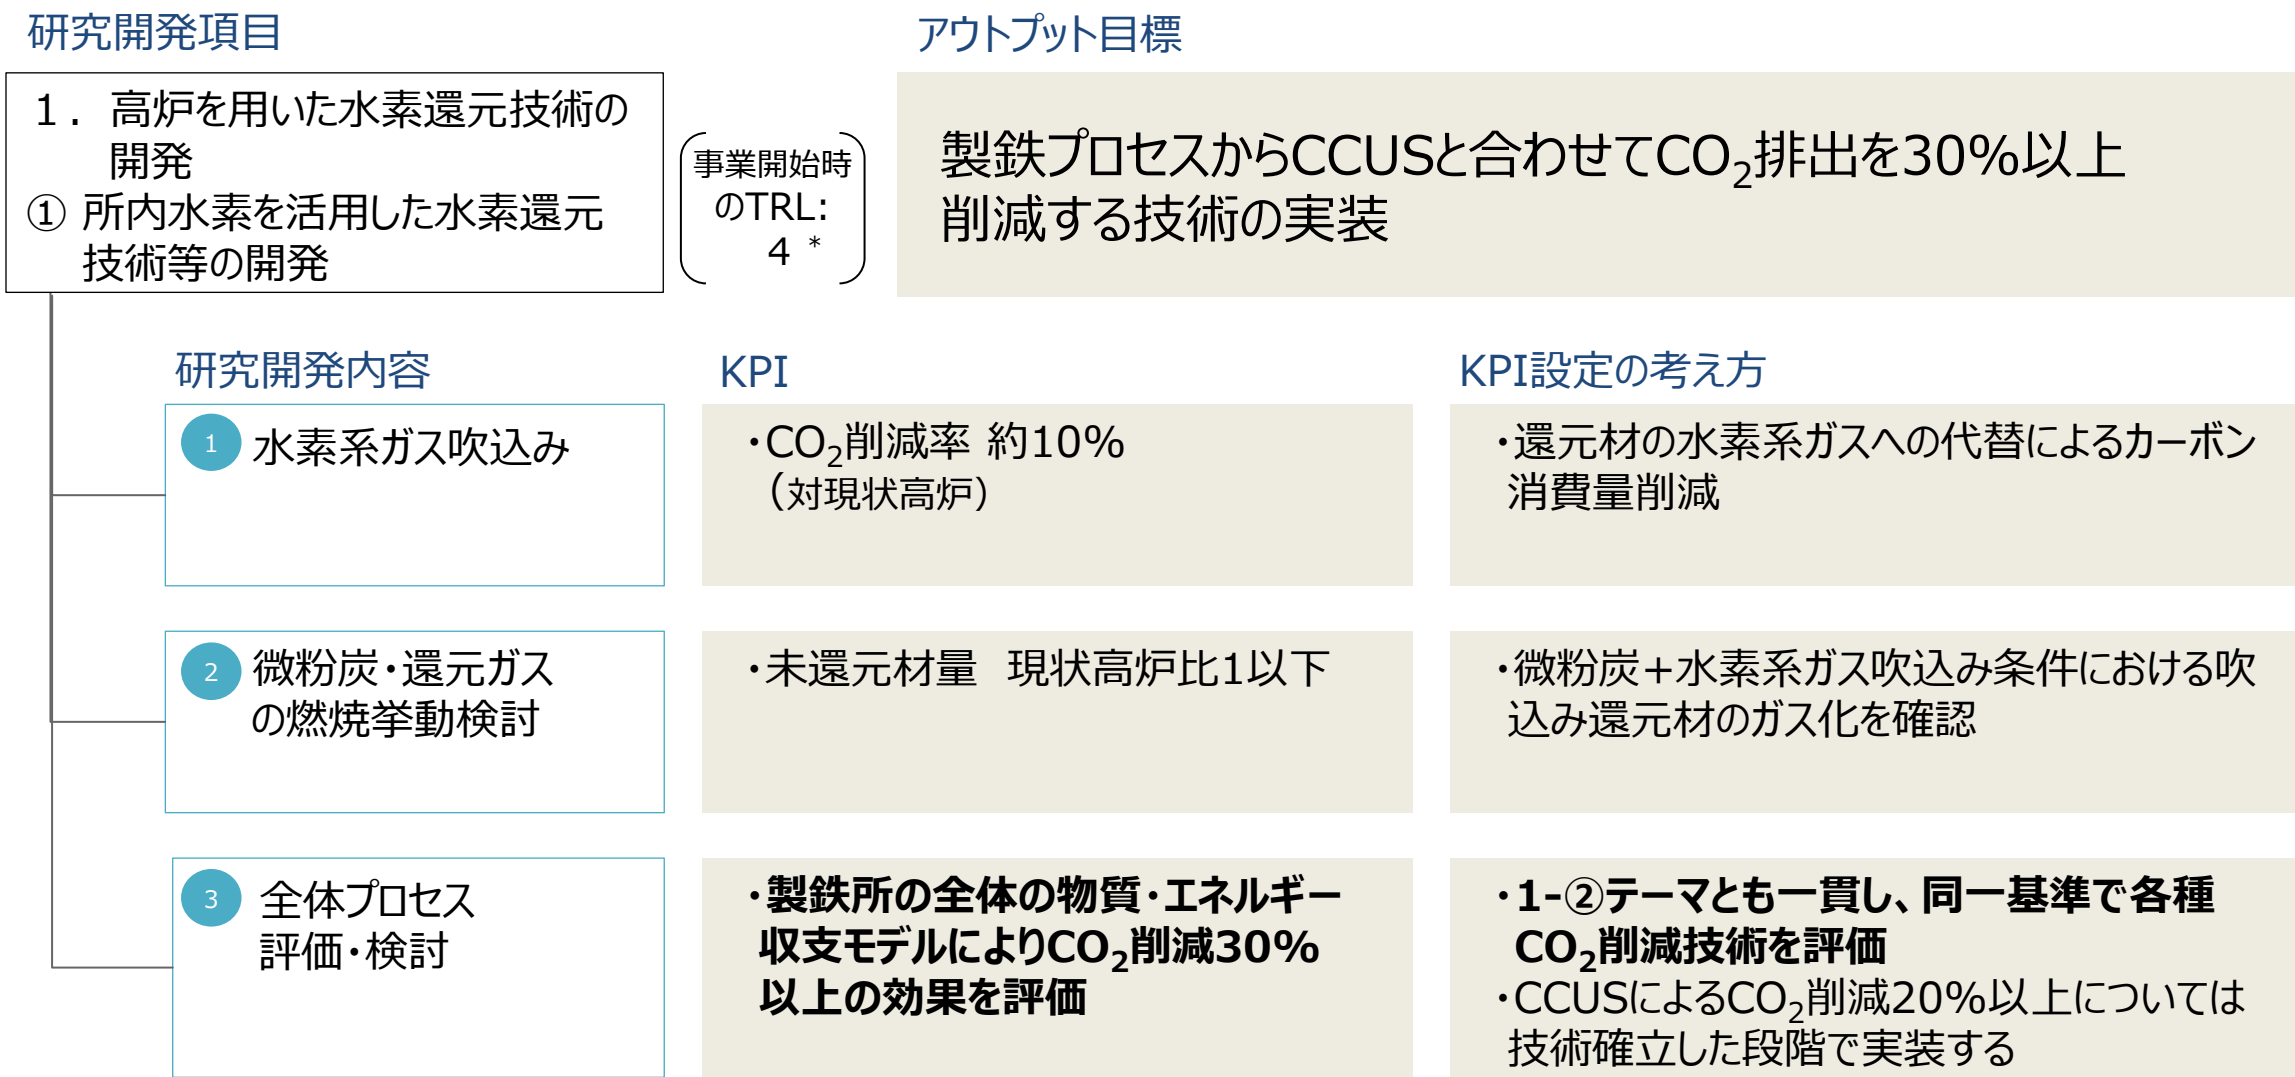 研究開発項目
アウトプット目標
１．高炉を用いた水素還元技術の
開発
① 所内水素を活用した水素還元
技術等の開発
事業開始時
のTRL:
4 *
製鉄プロセスからCCUSと合わせてCO₂排出を30%以上
削減する技術の実装
研究開発内容
KPI
KPI設定の考え方
1 水素系ガス吹込み
・CO₂削減率 約10%
（対現状高炉）
・還元材の水素系ガスへの代替によるカーボン
消費量削減
2 微粉炭・還元ガス
の燃焼挙動検討
・未還元材量　現状高炉比1以下
・微粉炭＋水素系ガス吹込み条件における吹
込み還元材のガス化を確認
3 全体プロセス
評価・検討
・製鉄所の全体の物質・エネルギー
収支モデルによりCO₂削減30%
以上の効果を評価
・1-②テーマとも一貫し、同一基準で各種
CO₂削減技術を評価
・CCUSによるCO₂削減20%以上については
技術確立した段階で実装する